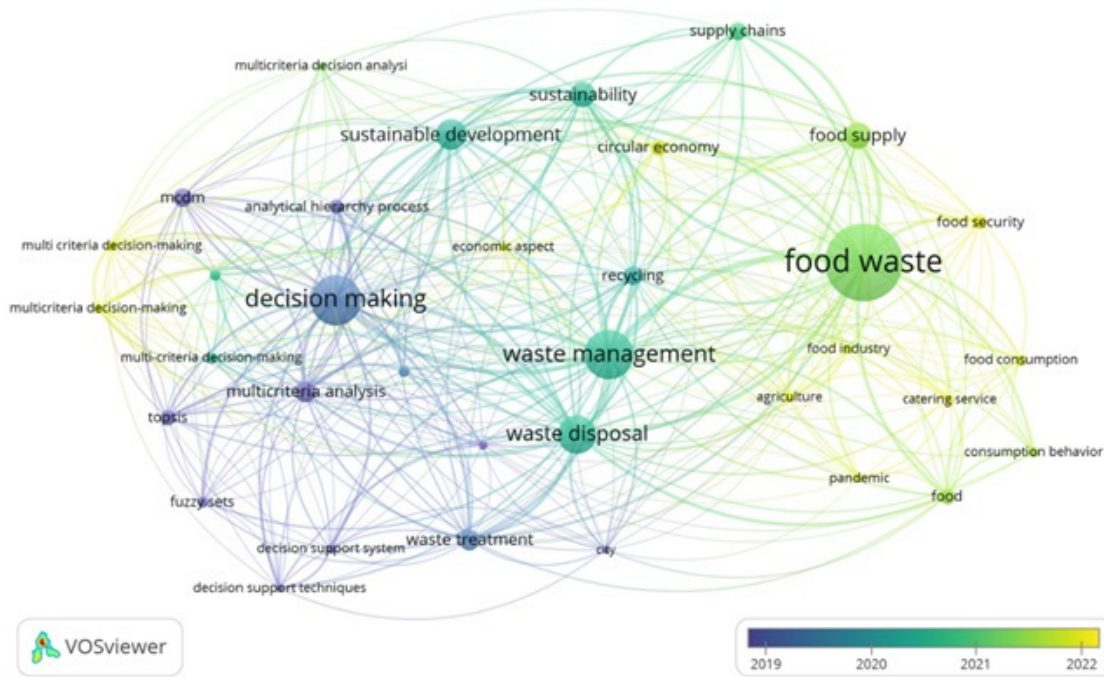 supply chains
multicriteria decision analysi
sustainability
sustainable development
food supply
circular economy
mcdm
analytical hierarchy process
food security
multi criteria decision-making
economic aspect
food waste
recycling
decision making
multicriteria decision-making
waste management
food industry
multi-criteria decision-making
food consumption
multicriteria analysis
agriculture
catering service
topsis
waste disposal
consumption behavior
pandemic
food
fuzzy sets
waste treatment
decision support system
city
decision support techniques
VOSviewer
2019 2020 2021 2022